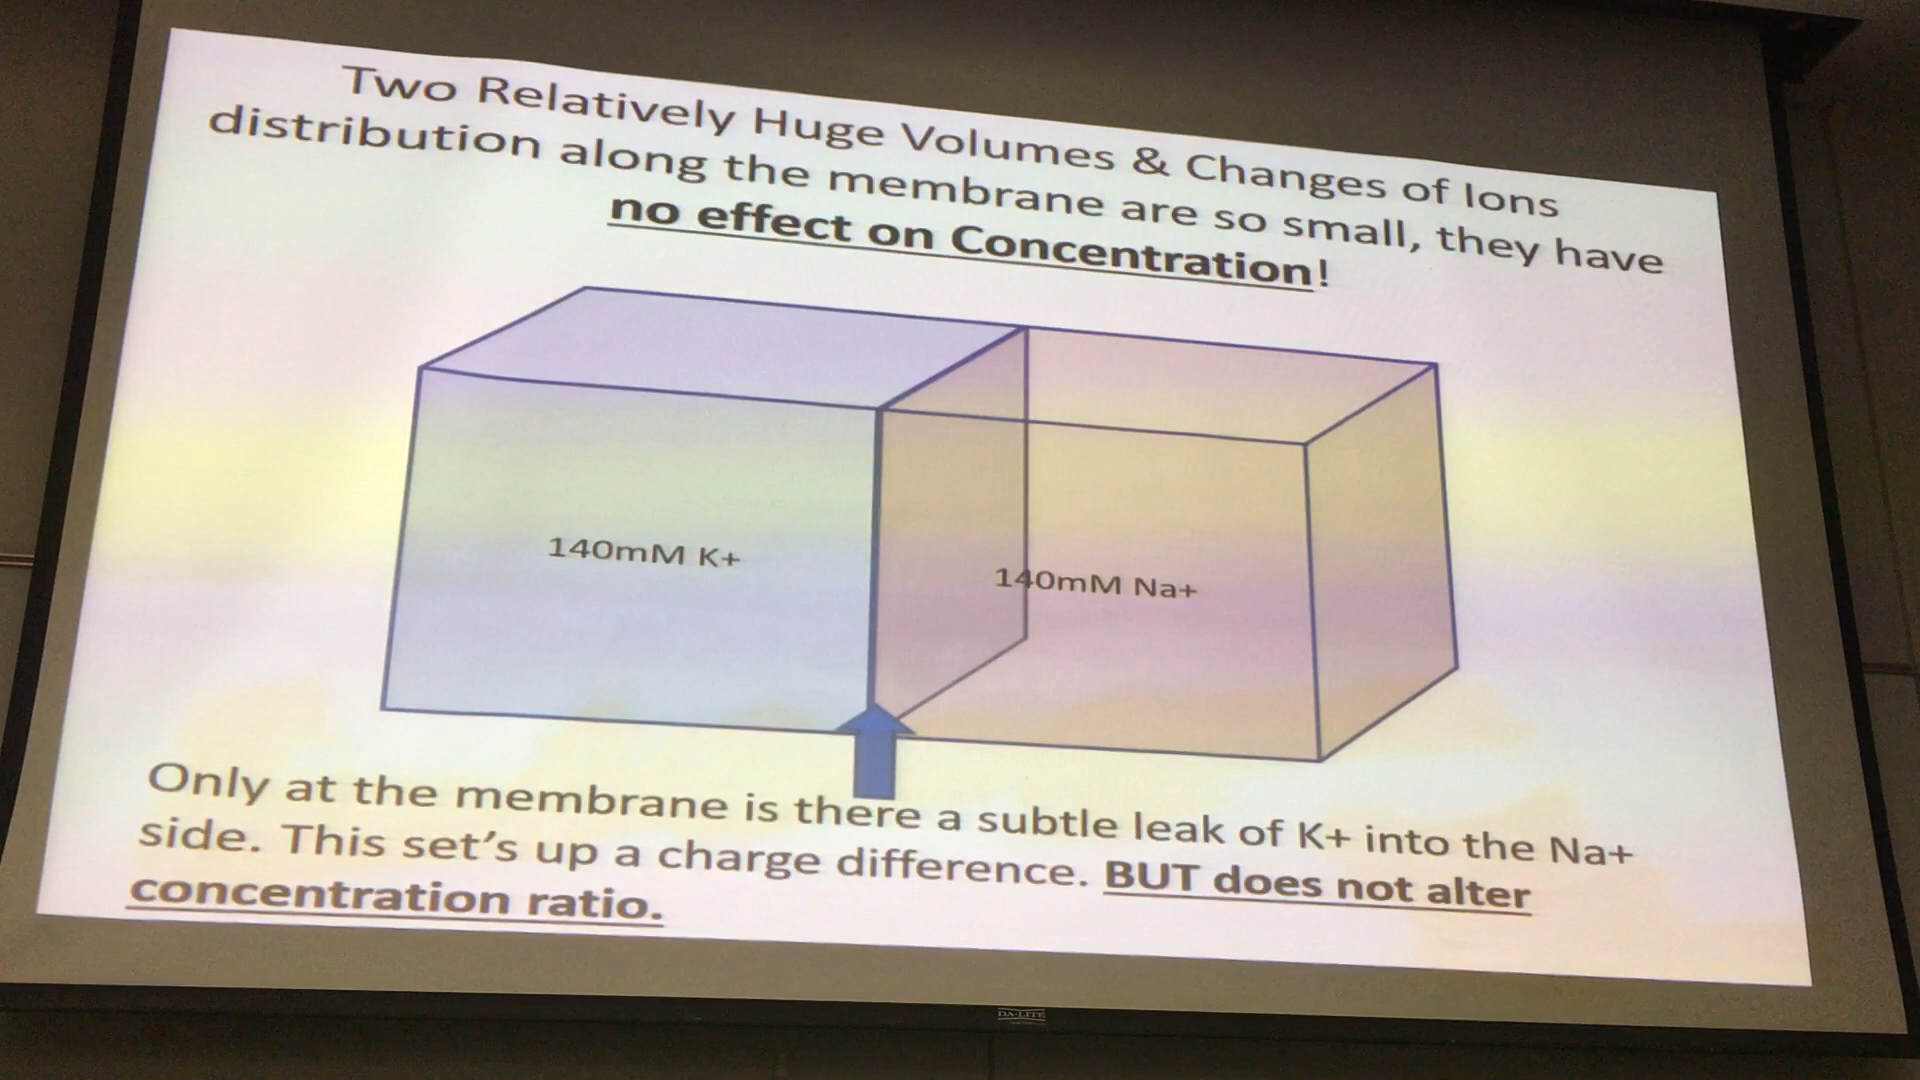 Two Relatively Huge Volumes & Changes of Ions
distribution along the membrane are so small, they have
no effect on Concentration!
140mM K+
140mM Na+
Only at the membrane is there a subtle leak of K+ into the Na+
side. This set's up a charge difference. BUT does not alter
concentration ratio.
DA-LITE